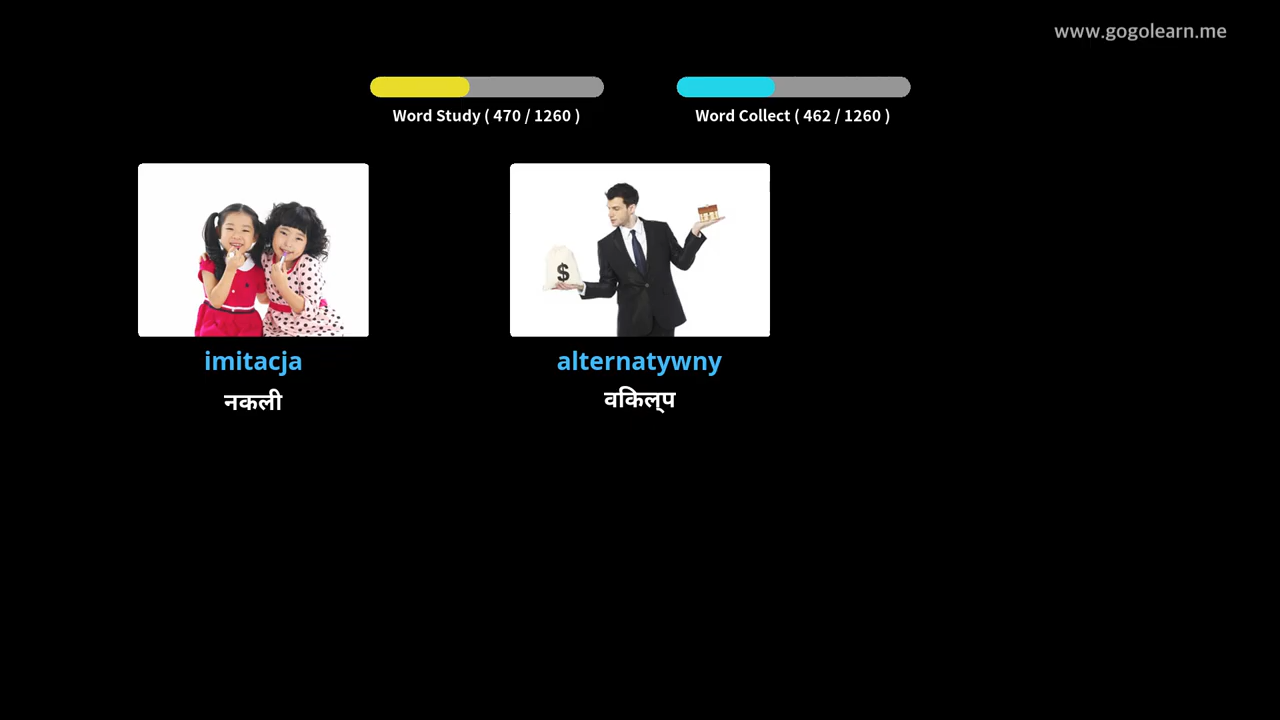 www.gogolearn.me
Word Study ( 470 / 1260 )
Word Collect ( 462 / 1260 )
$
imitacja
alternatywny
नकली
वकिल्प